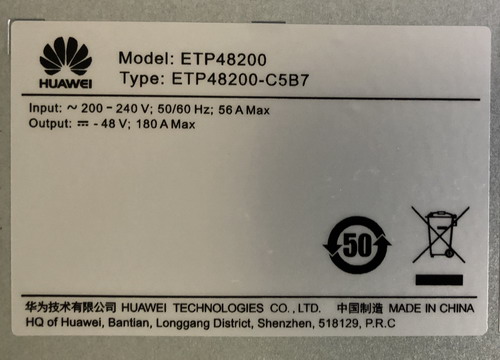 HUAWEI
Model: ETP48200
Type: ETP48200-C5B7
Input: ~ 200 - 240 V; 50/60 Hz; 56 A Max
Output: ⎓ - 48 V; 180 A Max
50
华为技术有限公司 HUAWEI TECHNOLOGIES CO., LTD. 中国制造 MADE IN CHINA
HQ of Huawei, Bantian, Longgang District, Shenzhen, 518129, P.R.C